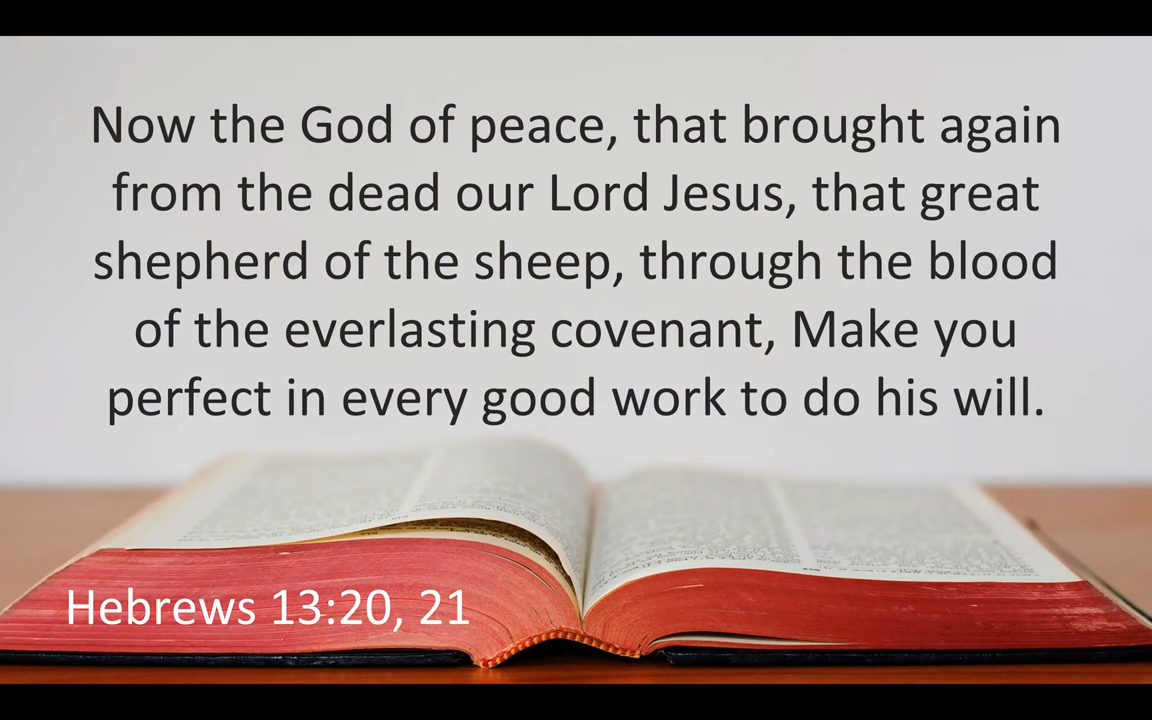 Now the God of peace, that brought again
from the dead our Lord Jesus, that great
shepherd of the sheep, through the blood
of the everlasting covenant, Make you
perfect in every good work to do his will.
Hebrews 13:20, 21